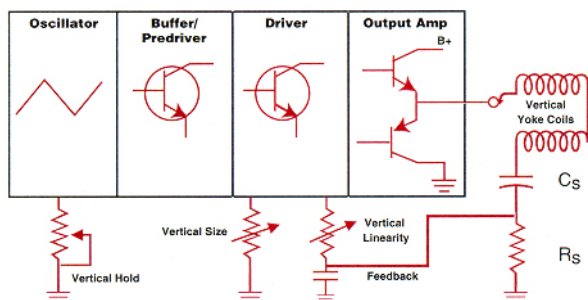 Oscillator
Buffer/
Predriver
Driver
Output Amp
B+
Vertical
Yoke Coils
Cs
Vertical Size
Vertical
Linearity
Rs
Vertical Hold
Feedback